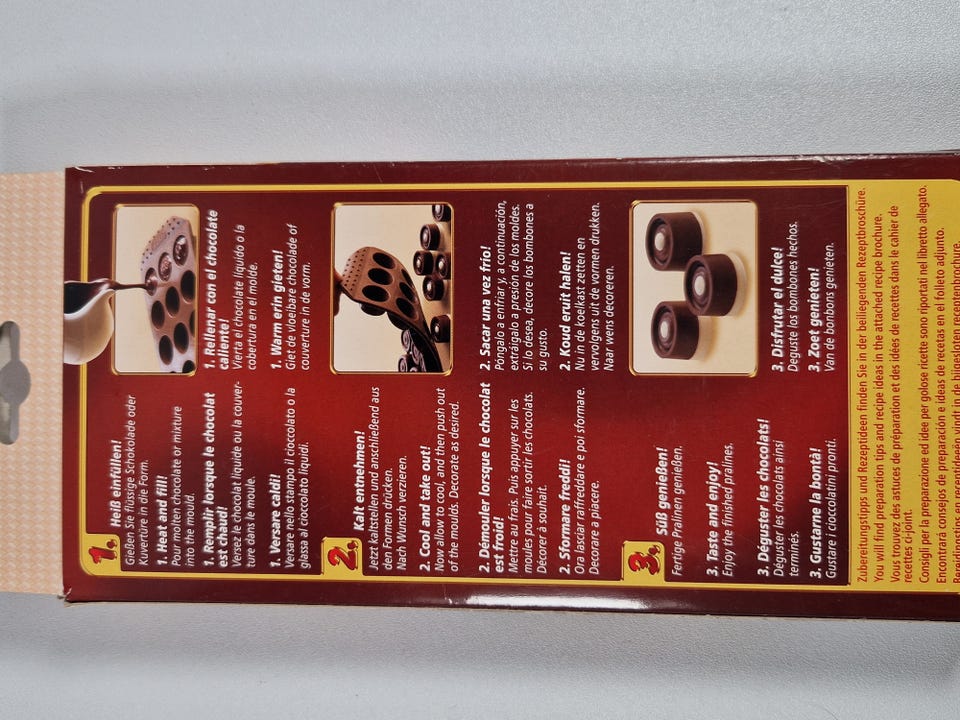 1.
Heiß einfüllen!
Gießen Sie flüssige Schokolade oder
Kuvertüre in die Form.
1. Heat and fill!
Pour molten chocolate or mixture
into the mould.
1. Remplir lorsque le chocolat
est chaud!
Versez le chocolat liquide ou la couver-
ture dans le moule.
1. Versare caldi!
Versare nello stampo il cioccolato o la
glassa al cioccolato liquidi.
1. Rellenar con el chocolate
caliente!
Vierta el chocolate líquido o la
cobertura en el molde.
1. Warm erin gieten!
Giet de vloeibare chocolade of
couverture in de vorm.
2.
Kalt entnehmen!
Jetzt kaltstellen und anschließend aus
den Formen drücken.
Nach Wunsch verzieren.
2. Cool and take out!
Now allow to cool, and then push out
of the moulds. Decorate as desired.
2. Démouler lorsque le chocolat
est froid!
Mettre au frais. Puis appuyer sur les
moules pour faire sortir les chocolats.
Décorer à souhait.
2. Sformare freddi!
Ora lasciar raffreddare e poi sformare.
Decorare a piacere.
2. Sacar una vez frío!
Póngalo a enfriar y, a continuación,
extráigalo a presión de los moldes.
Si lo desea, decore los bombones a
su gusto.
2. Koud eruit halen!
Nu in de koelkast zetten en
vervolgens uit de vormen drukken.
Naar wens decoreren.
3.
Süß genießen!
Fertige Pralinen genießen.
3. Taste and enjoy!
Enjoy the finished pralines.
3. Déguster les chocolats!
Déguster les chocolats ainsi
terminés.
3. Gustarne la bontà!
Gustare i cioccolatini pronti.
3. Disfrutar el dulce!
Deguste los bombones hechos.
3. Zoet genieten!
Van de bonbons genieten.
Zubereitungstipps und Rezeptideen finden Sie in der beiliegenden Rezeptbroschüre.
You will find preparation tips and recipe ideas in the attached recipe brochure.
Vous trouvez des astuces de préparation et des idées de recettes dans le cahier de
recettes ci-joint.
Consigli per la preparazione ed idee per golose ricette sono riportati nel libretto allegato.
Encontrará consejos de preparación e ideas de recetas en el folleto adjunto.
Bereidingstips en receptideeën vindt u in de bijgesloten receptenbrochure.